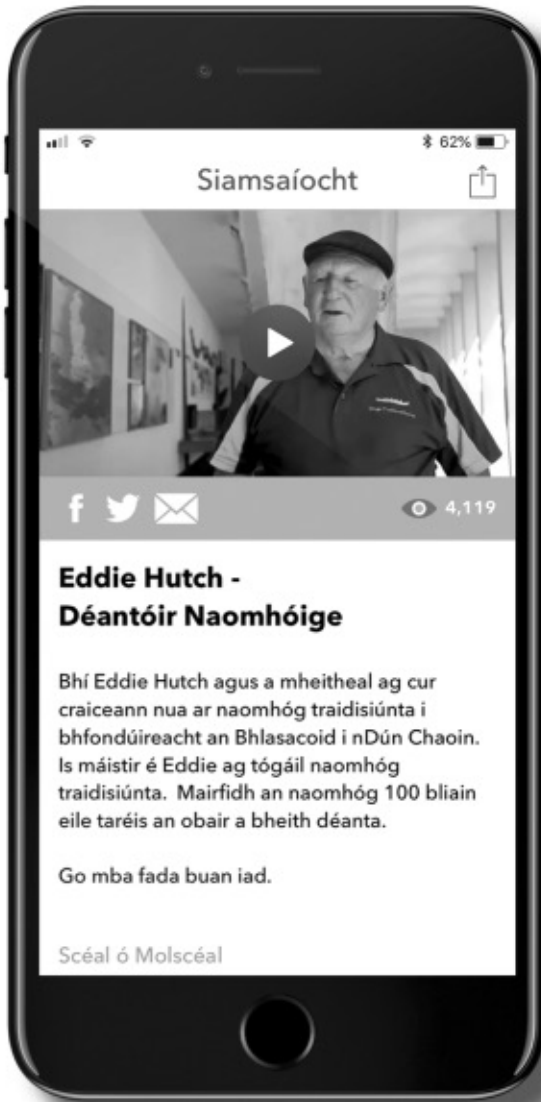 62%
Siamsaíocht
4,119
Eddie Hutch -
Déantóir Naomhóige
Bhí Eddie Hutch agus a mheitheal ag cur
craiceann nua ar naomhóg traidisiúnta i
bhfondúireacht an Bhlasacoid i nDún Chaoin.
Is máistir é Eddie ag tógáil naomhóg
traidisiúnta. Mairfidh an naomhóg 100 bliain
eile taréis an obair a bheith déanta.
Go mba fada buan iad.
Scéal ó Molscéal